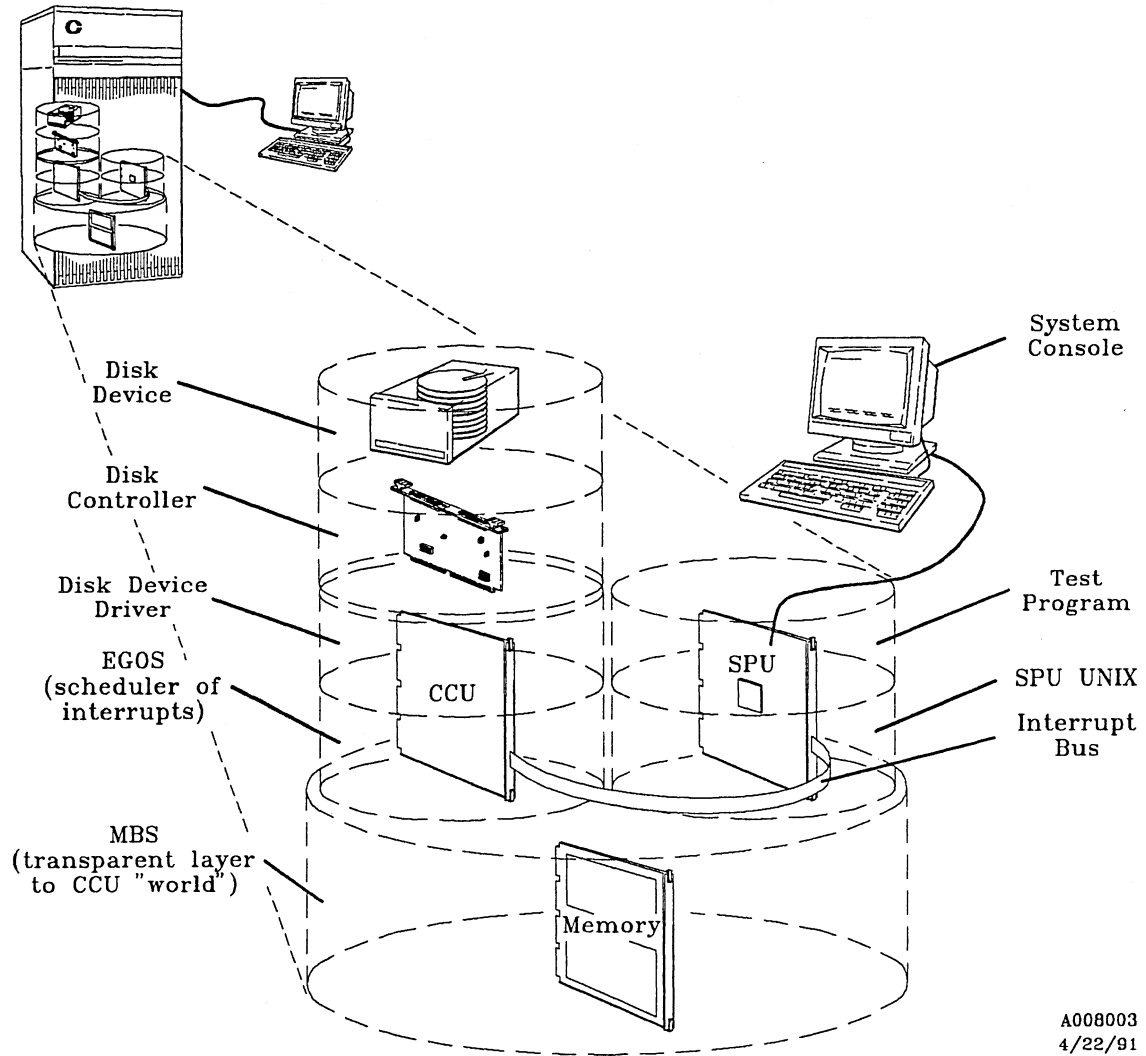 C
System
Console
Disk
Device
Disk
Controller
Disk Device
Driver
Test
Program
EGOS
(scheduler of
interrupts)
CCU
SPU
SPU UNIX
Interrupt
Bus
MBS
(transparent layer
to CCU "world")
Memory
A008003
4/22/91